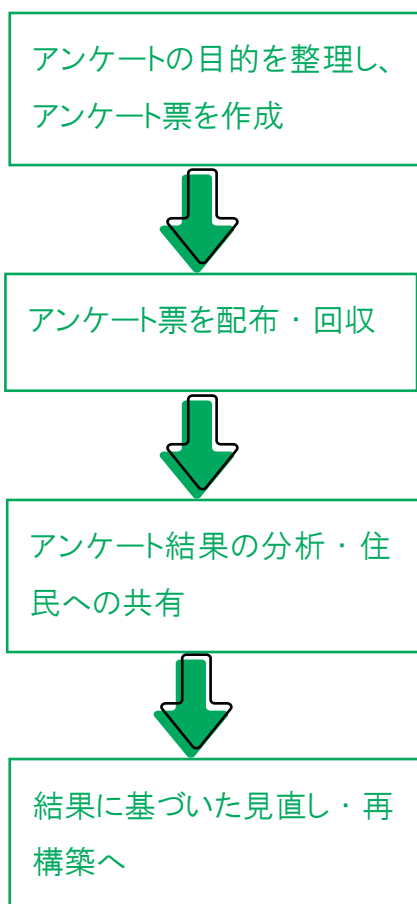 アンケートの目的を整理し、
アンケート票を作成
アンケート票を配布・回収
アンケート結果の分析・住
民への共有
結果に基づいた見直し・再
構築へ